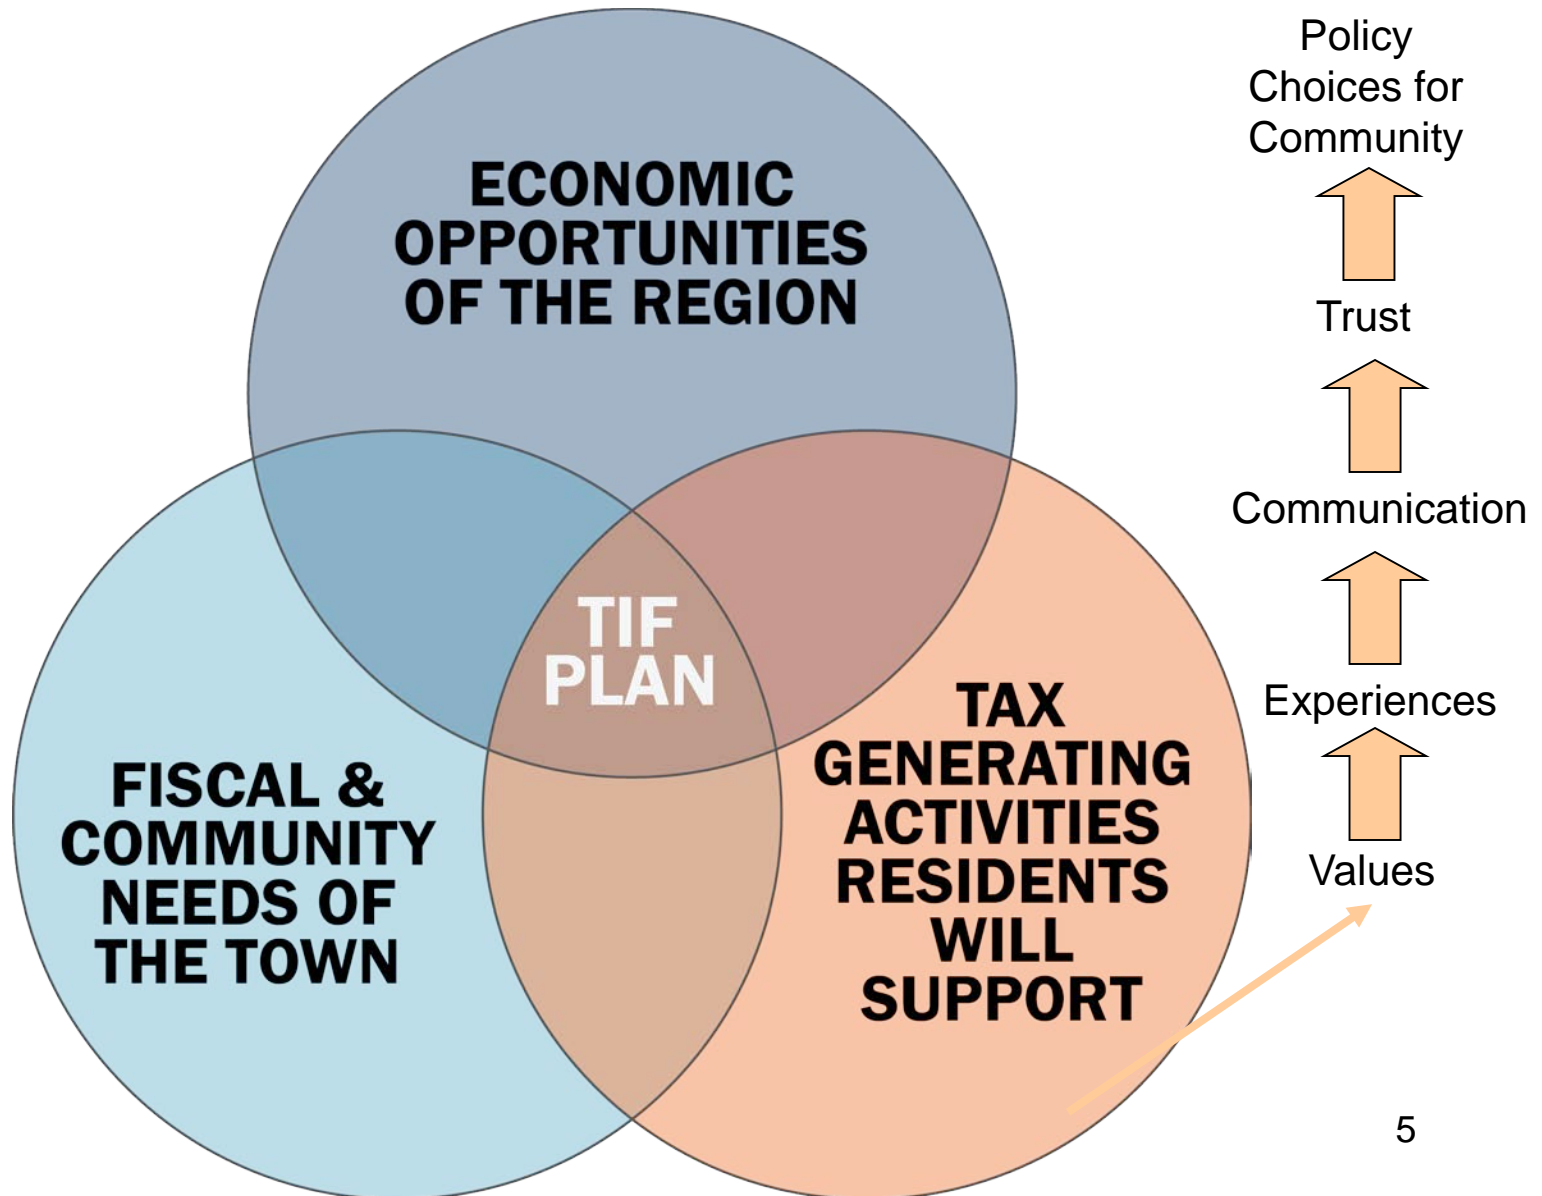 ECONOMIC
OPPORTUNITIES
OF THE REGION
TIF
PLAN
FISCAL &
COMMUNITY
NEEDS OF
THE TOWN
TAX
GENERATING
ACTIVITIES
RESIDENTS
WILL
SUPPORT
Policy
Choices for
Community
Trust
Communication
Experiences
Values
5